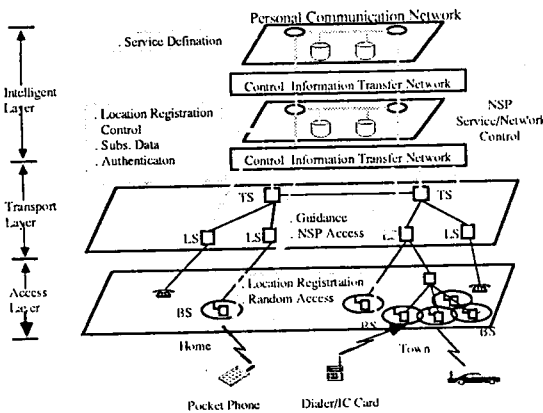 Personal Communication Network
. Service Defination
Control Information Transfer Network
Intelligent
Layer
. Location Registration
Control
. Subs. Data
. Authenticaton
NSP
Service/Network
Control
Control Information Transfer Network
Transport
Layer
TS
TS
LS
LS
. Guidance
. NSP Access
LS
Access
Layer
. Location Registrtation
Random Access
BS
BS
BS
Home
Town
Pocket Phone
Dialer/IC Card